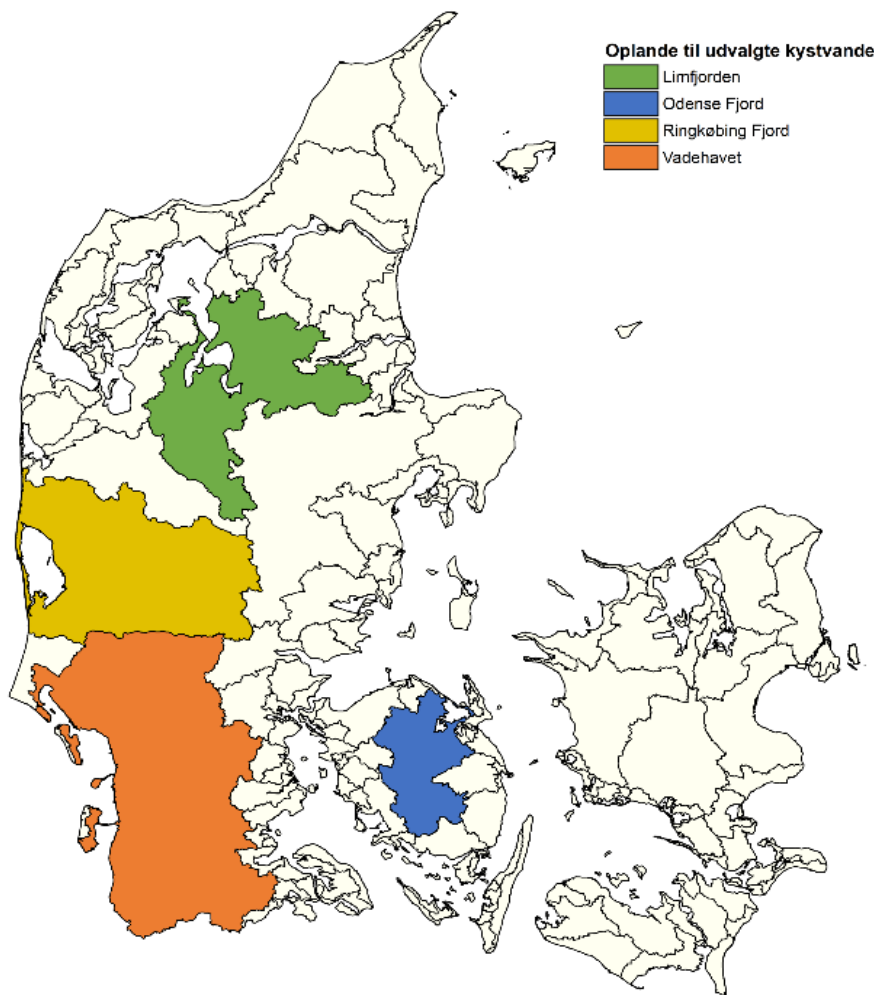 Oplande til udvalgte kystvande
Limfjorden
Odense Fjord
Ringkøbing Fjord
Vadehavet